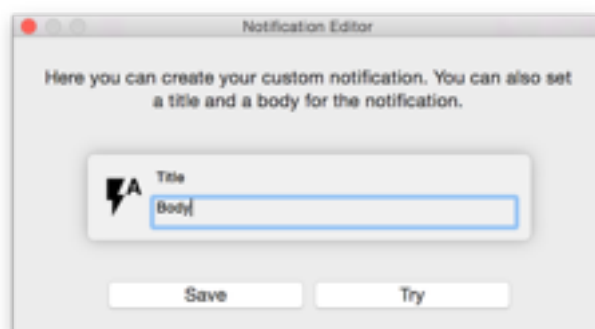 Notification Editor
Here you can create your custom notification. You can also set
a title and a body for the notification.
A
Title
Body
Save
Try